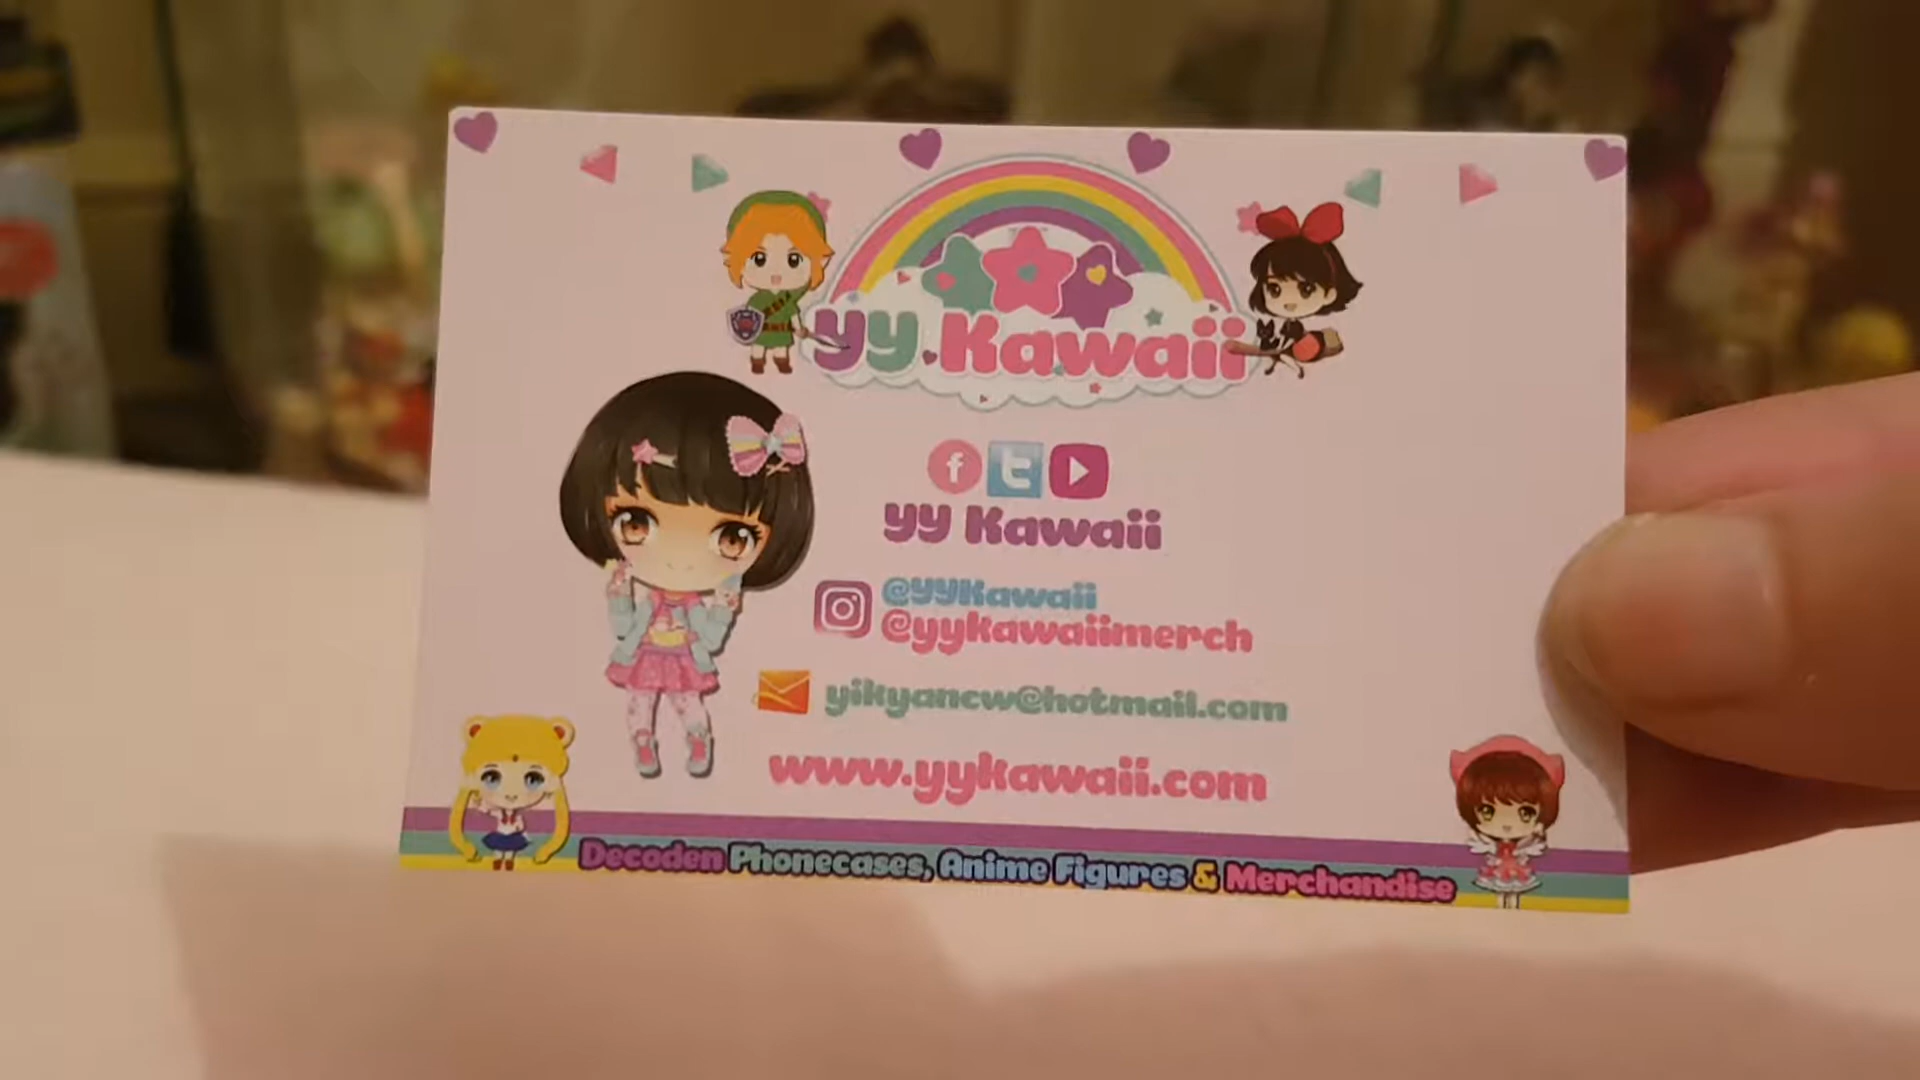 yy Kawaii
yy Kawaii
@YYKawaii
@yykawaiimerch
yikyancw@hotmail.com
www.yykawaii.com
Decoden Phonecases, Anime Figures & Merchandise